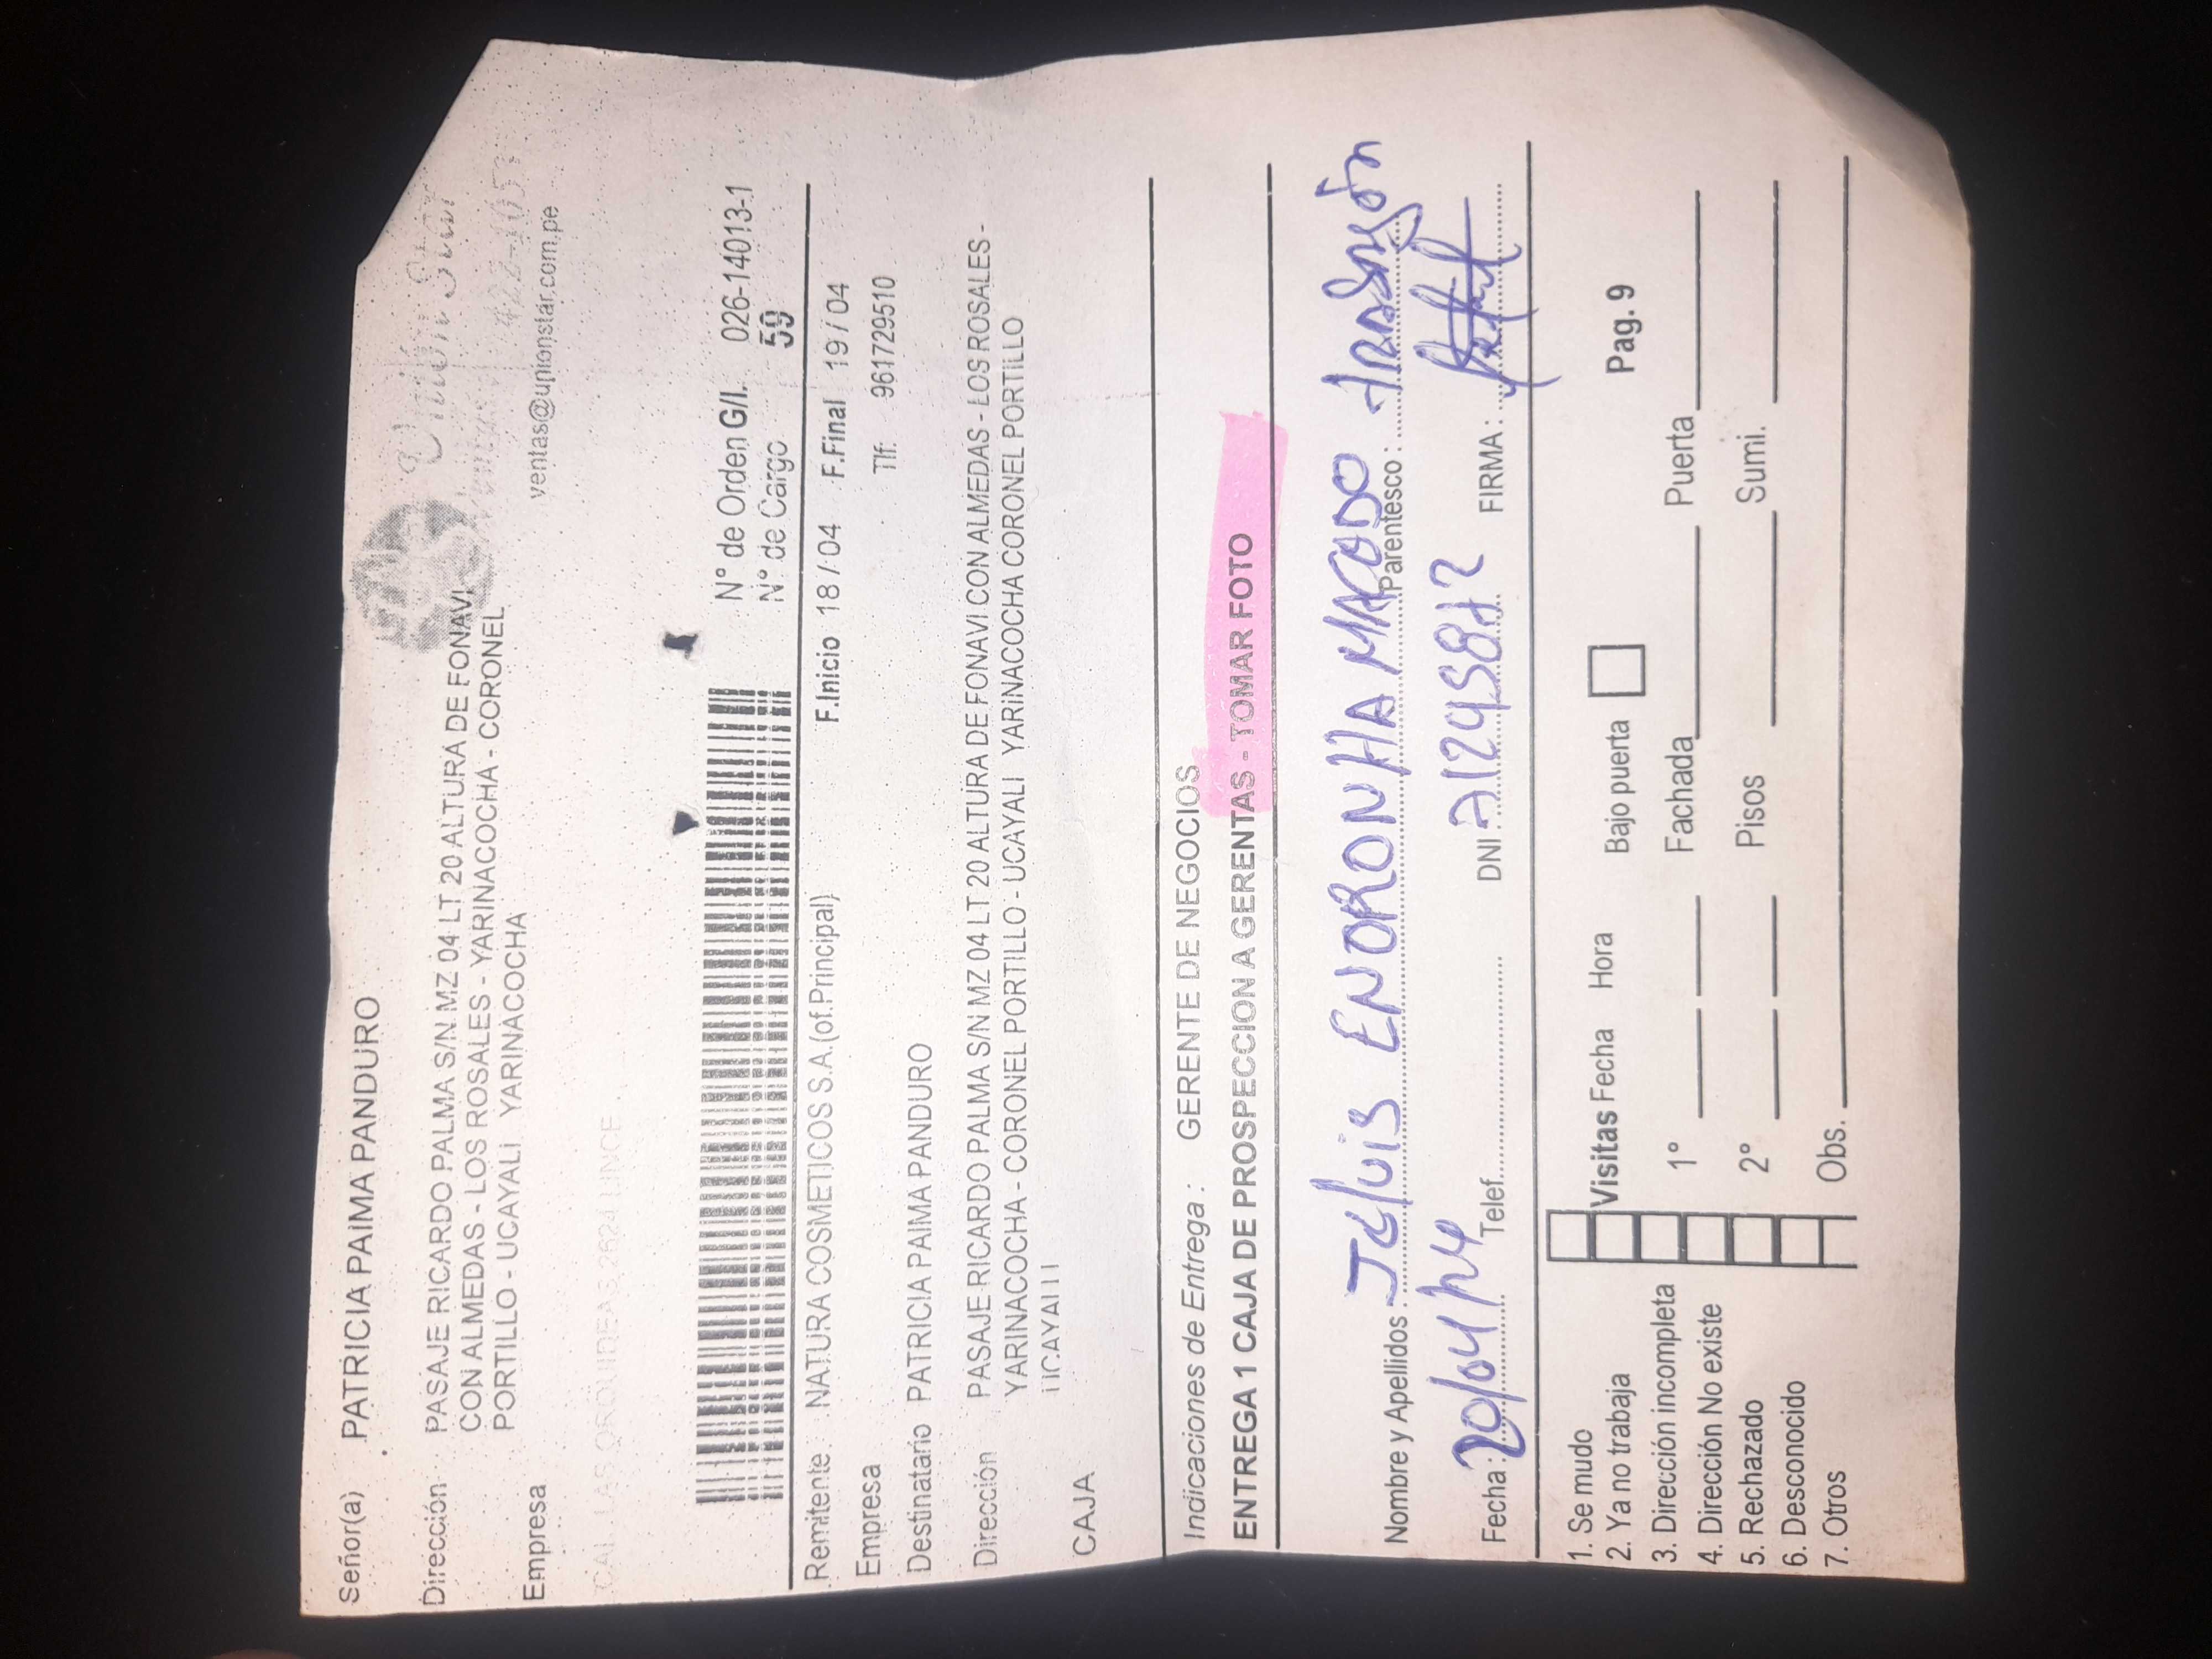 Señor(a) PATRICIA PAIMA PANDURO
Unión Star
ventas@unionstar.com.pe
Dirección PASAJE RICARDO PALMA S/N MZ 04 LT 20 ALTURA DE FONAVI
CON ALMEDAS - LOS ROSALES - YARINACOCHA - CORONEL
PORTILLO - UCAYALI YARINACOCHA
Empresa
N° de Orden G/I. 026-14013-1
N° de Cargo 59
Remitente NATURA COSMETICOS S.A.(of.Principal) F.Inicio 18/04 F.Final 19/04
Empresa Tlf: 961729510
Destinatario PATRICIA PAIMA PANDURO
Dirección PASAJE RICARDO PALMA S/N MZ 04 LT 20 ALTURA DE FONAVI CON ALMEDAS - LOS ROSALES -
YARINACOCHA - CORONEL PORTILLO - UCAYALI YARINACOCHA CORONEL PORTILLO
UCAYALI
CAJA
Indicaciones de Entrega : GERENTE DE NEGOCIOS
ENTREGA 1 CAJA DE PROSPECCION A GERENTAS - TOMAR FOTO
Nombre y Apellidos : ENORONHA MACODO Parentesco :
Fecha : 20/04/24 Telef. DNI : FIRMA :
1. Se mudo
2. Ya no trabaja
3. Dirección incompleta
4. Dirección No existe
5. Rechazado
6. Desconocido
7. Otros
Visitas Fecha Hora Bajo puerta Pag. 9
1° Fachada Puerta
2° Pisos Sumi.
Obs.